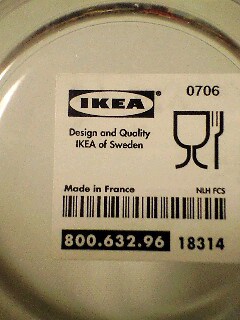 IKEA
0706
Design and Quality
IKEA of Sweden
Made in France
NLH FCS
800.632.96
18314